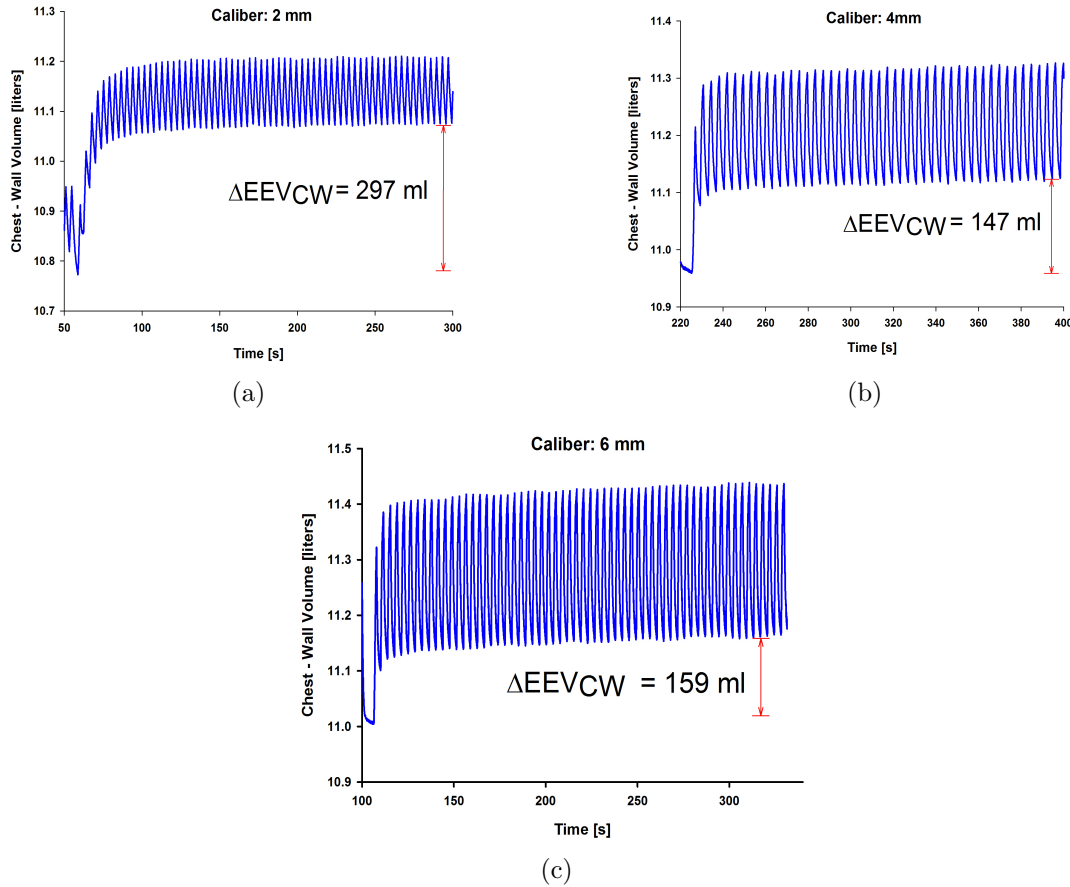 Caliber: 2 mm
Chest - Wall Volume [liters]
11.3
11.2
11.1
11.0
10.9
10.8
10.7
ΔEEVCW = 297 ml
50 100 150 200 250 300
Time [s]
(a)
Caliber: 4mm
Chest - Wall Volume [liters]
11.4
11.3
11.2
11.1
11.0
10.9
ΔEEVCW = 147 ml
220 240 260 280 300 320 340 360 380 400
Time [s]
(b)
Caliber: 6 mm
Chest - Wall Volume [liters]
11.5
11.4
11.3
11.2
11.1
11.0
10.9
ΔEEVCW = 159 ml
100 150 200 250 300
Time [s]
(c)